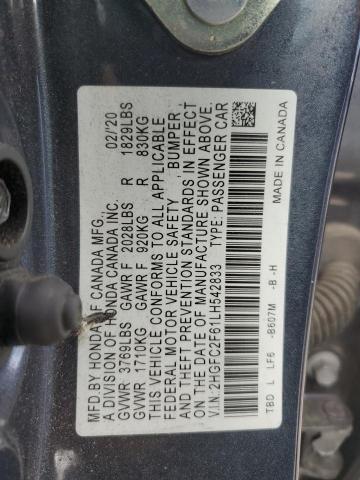 MFD. BY HONDA OF CANADA MFG. 02/'20
A DIVISION OF HONDA CANADA INC.
GVWR 3769LBS GAWR F 2028LBS R 1829LBS
GVWR 1710KG GAWR F 920KG R 830KG
THIS VEHICLE CONFORMS TO ALL APPLICABLE
FEDERAL MOTOR VEHICLE SAFETY, BUMPER,
AND THEFT PREVENTION STANDARDS IN EFFECT
ON THE DATE OF MANUFACTURE SHOWN ABOVE.
V.I.N: 2HGFC2F61LH542833 TYPE: PASSENGER CAR
MADE IN CANADA
TBD L LF6 -B607M -B -H